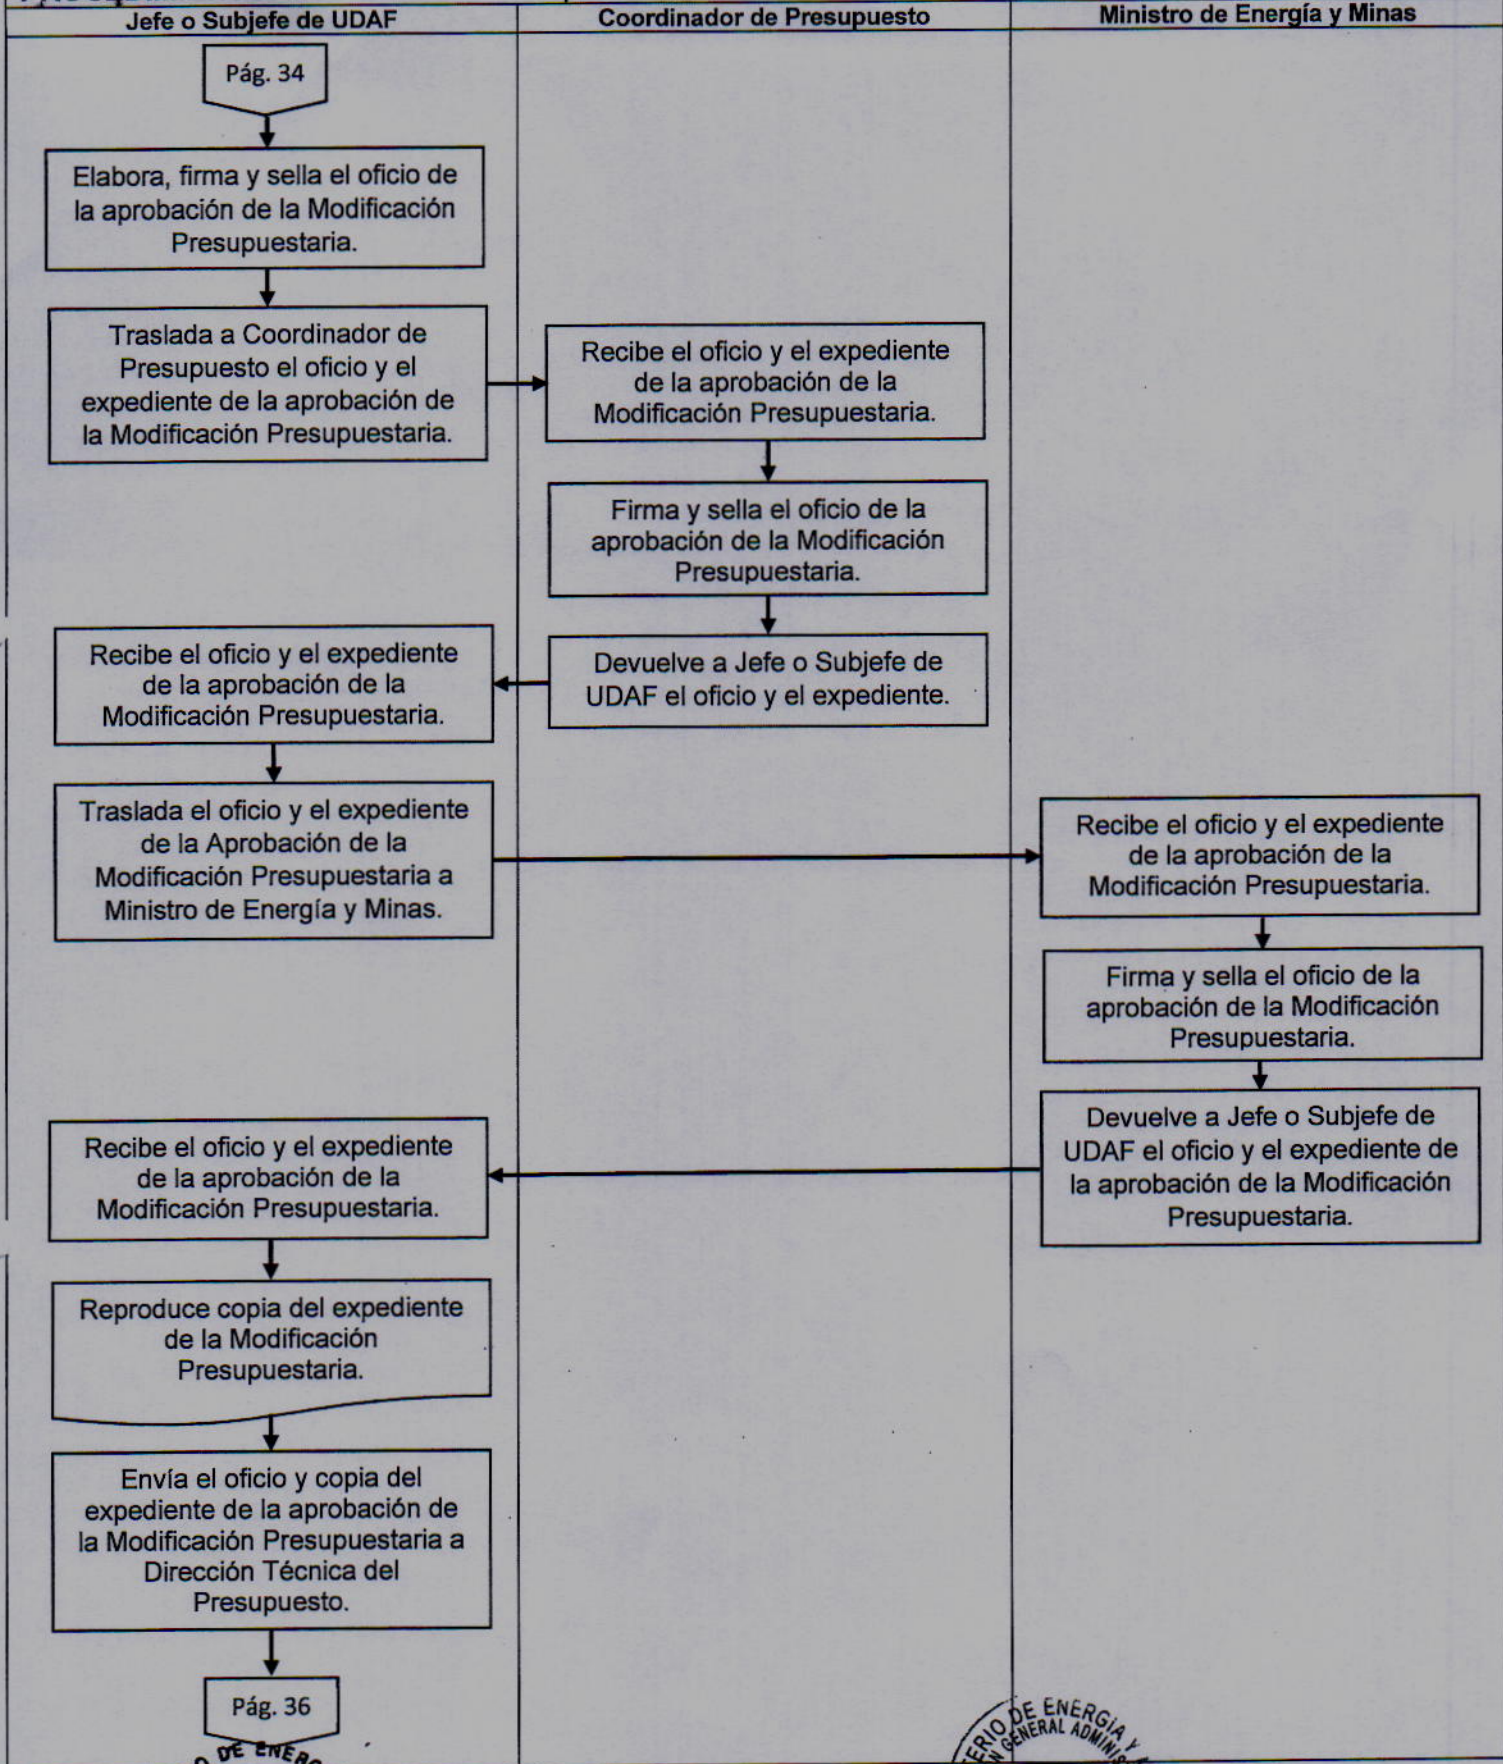 Jefe o Subjefe de UDAF
Coordinador de Presupuesto
Ministro de Energía y Minas
Pág. 34
Elabora, firma y sella el oficio de
la aprobación de la Modificación
Presupuestaria.
Traslada a Coordinador de
Presupuesto el oficio y el
expediente de la aprobación de
la Modificación Presupuestaria.
Recibe el oficio y el expediente
de la aprobación de la
Modificación Presupuestaria.
Firma y sella el oficio de la
aprobación de la Modificación
Presupuestaria.
Devuelve a Jefe o Subjefe de
UDAF el oficio y el expediente.
Recibe el oficio y el expediente
de la aprobación de la
Modificación Presupuestaria.
Traslada el oficio y el expediente
de la Aprobación de la
Modificación Presupuestaria a
Ministro de Energía y Minas.
Recibe el oficio y el expediente
de la aprobación de la
Modificación Presupuestaria.
Firma y sella el oficio de la
aprobación de la Modificación
Presupuestaria.
Devuelve a Jefe o Subjefe de
UDAF el oficio y el expediente de
la aprobación de la Modificación
Presupuestaria.
Recibe el oficio y el expediente
de la aprobación de la
Modificación Presupuestaria.
Reproduce copia del expediente
de la Modificación
Presupuestaria.
Envía el oficio y copia del
expediente de la aprobación de
la Modificación Presupuestaria a
Dirección Técnica del
Presupuesto.
Pág. 36
DE ENERGIA Y
GENERAL